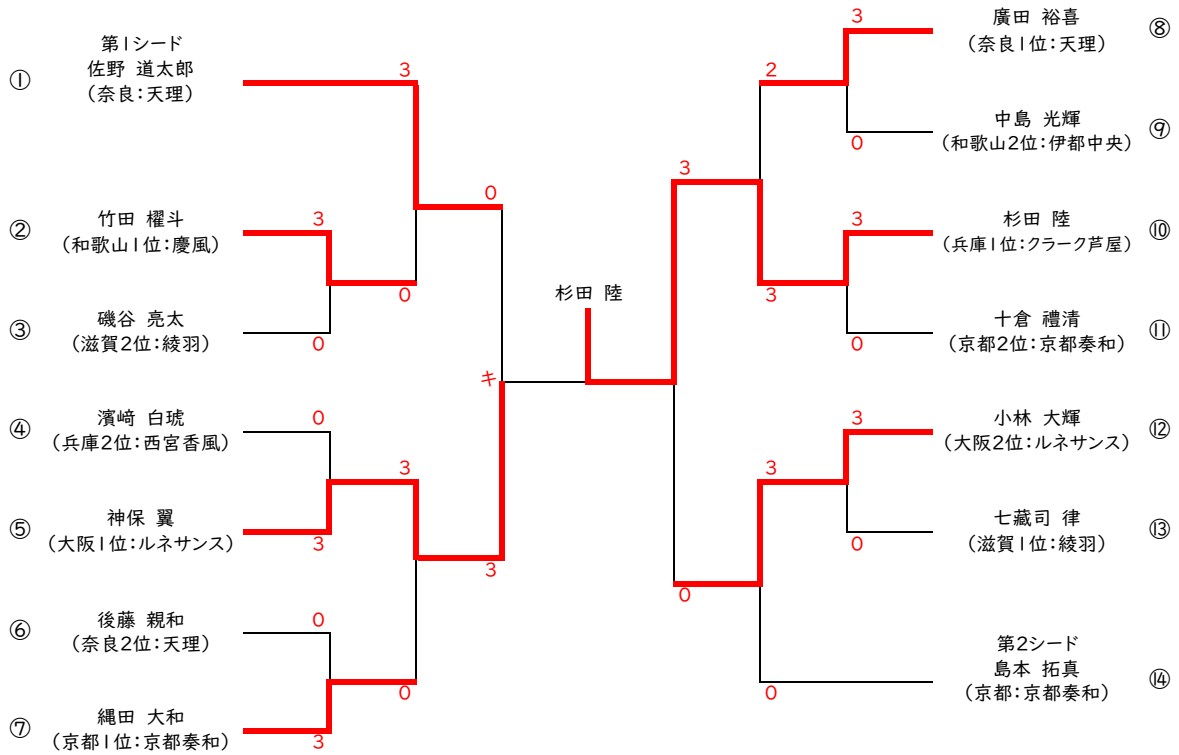 ①
第1シード
佐野 道太郎
(奈良:天理)
3
②
竹田 櫂斗
(和歌山1位:慶風)
3
0
③
磯谷 亮太
(滋賀2位:綾羽)
0
0
④
濱﨑 白琥
(兵庫2位:西宮香風)
0
⑤
神保 翼
(大阪1位:ルネサンス)
3
3
⑥
後藤 親和
(奈良2位:天理)
0
3
⑦
縄田 大和
(京都1位:京都奏和)
3
0
キ
杉田 陸
3
廣田 裕喜
(奈良1位:天理)
⑧
2
中島 光輝
(和歌山2位:伊都中央)
⑨
0
3
3
杉田 陸
(兵庫1位:クラーク芦屋)
⑩
3
十倉 禮清
(京都2位:京都奏和)
⑪
0
3
小林 大輝
(大阪2位:ルネサンス)
⑫
3
七蔵司 律
(滋賀1位:綾羽)
⑬
0
0
第2シード
島本 拓真
(京都:京都奏和)
⑭
0